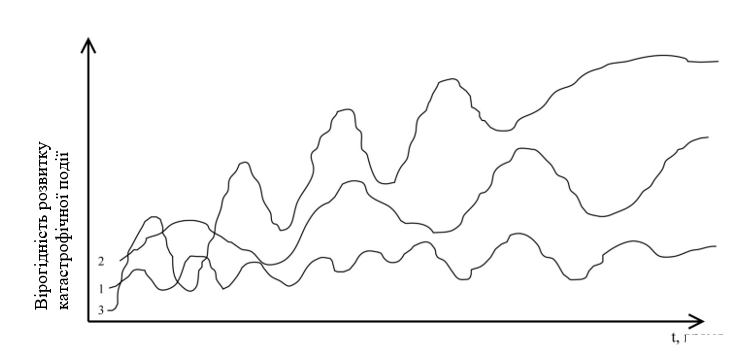 Вірогідність розвитку
катастрофічної події
2
1
3
t,